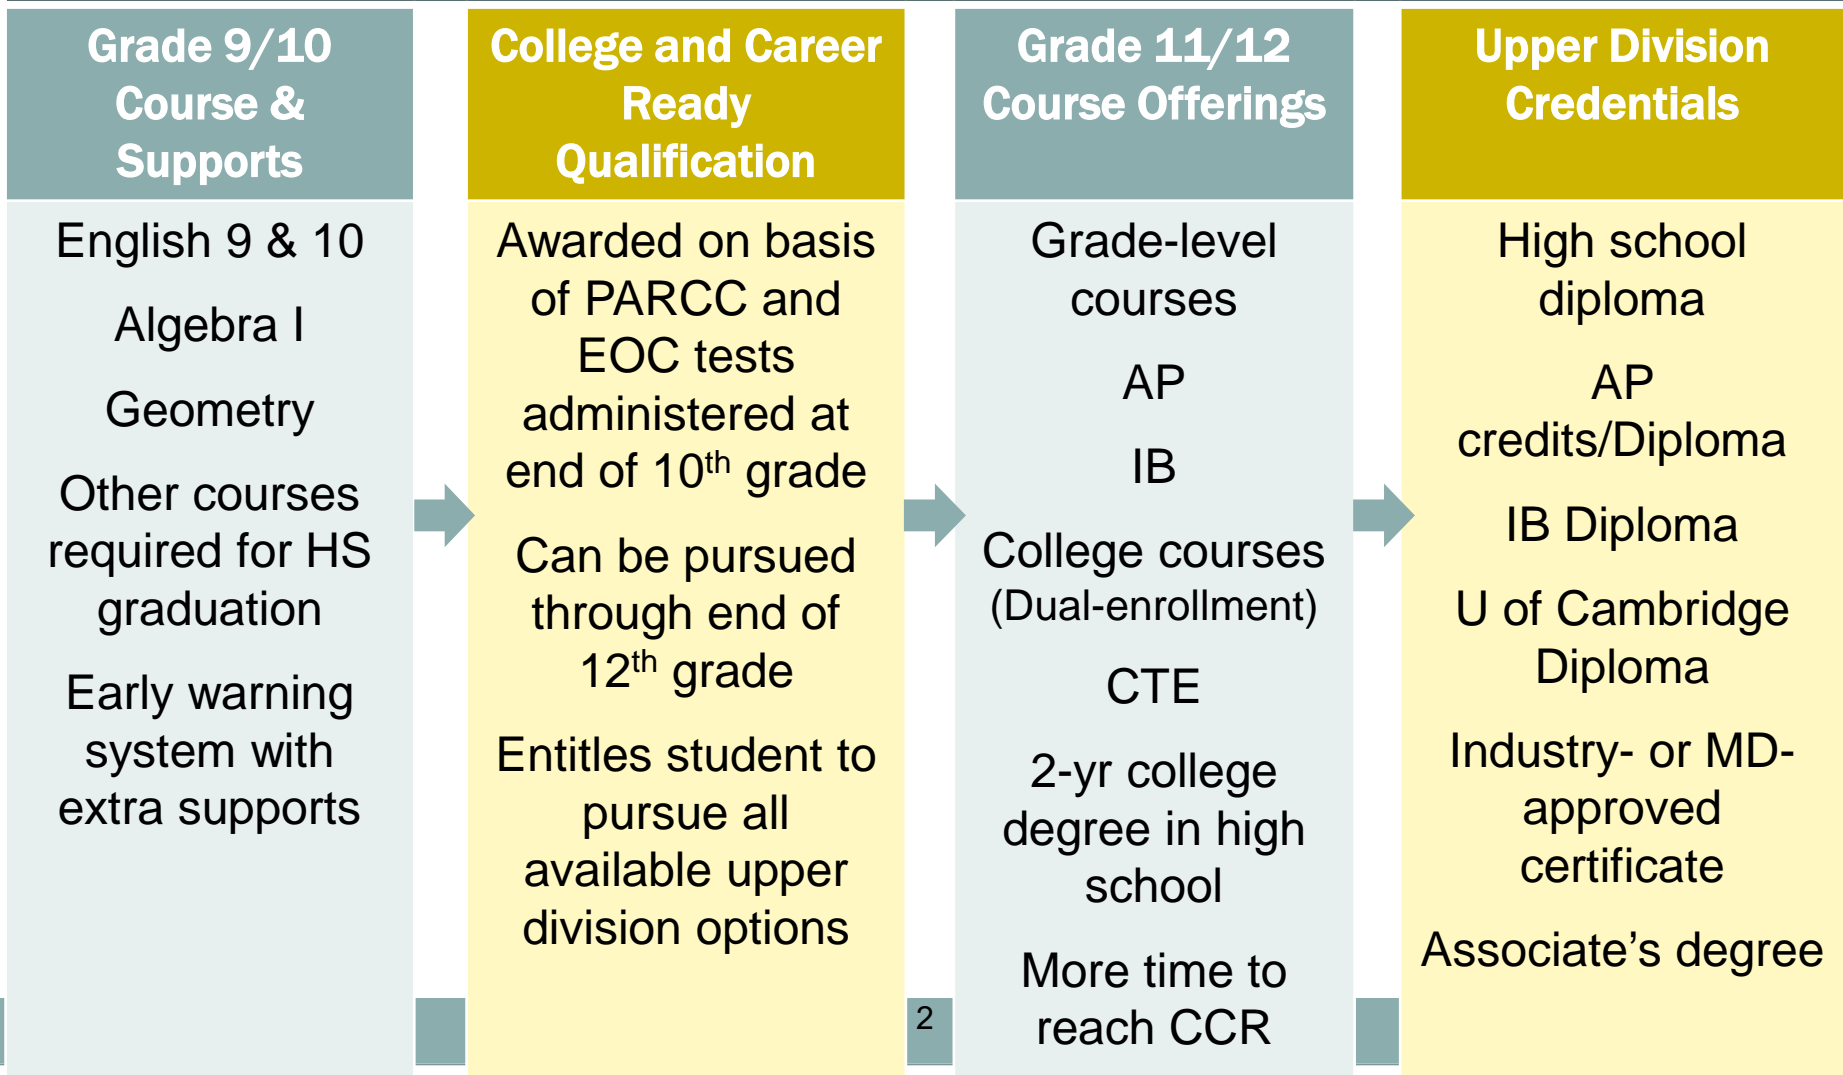 Grade 9/10
Course &
Supports
English 9 & 10
Algebra I
Geometry
Other courses
required for HS
graduation
Early warning
system with
extra supports
College and Career
Ready
Qualification
Awarded on basis
of PARCC and
EOC tests
administered at
end of 10th grade
Can be pursued
through end of
12th grade
Entitles student to
pursue all
available upper
division options
Grade 11/12
Course Offerings
Grade-level
courses
AP
IB
College courses
(Dual-enrollment)
CTE
2-yr college
degree in high
school
More time to
reach CCR
Upper Division
Credentials
High school
diploma
AP
credits/Diploma
IB Diploma
U of Cambridge
Diploma
Industry- or MD-
approved
certificate
Associate’s degree
2